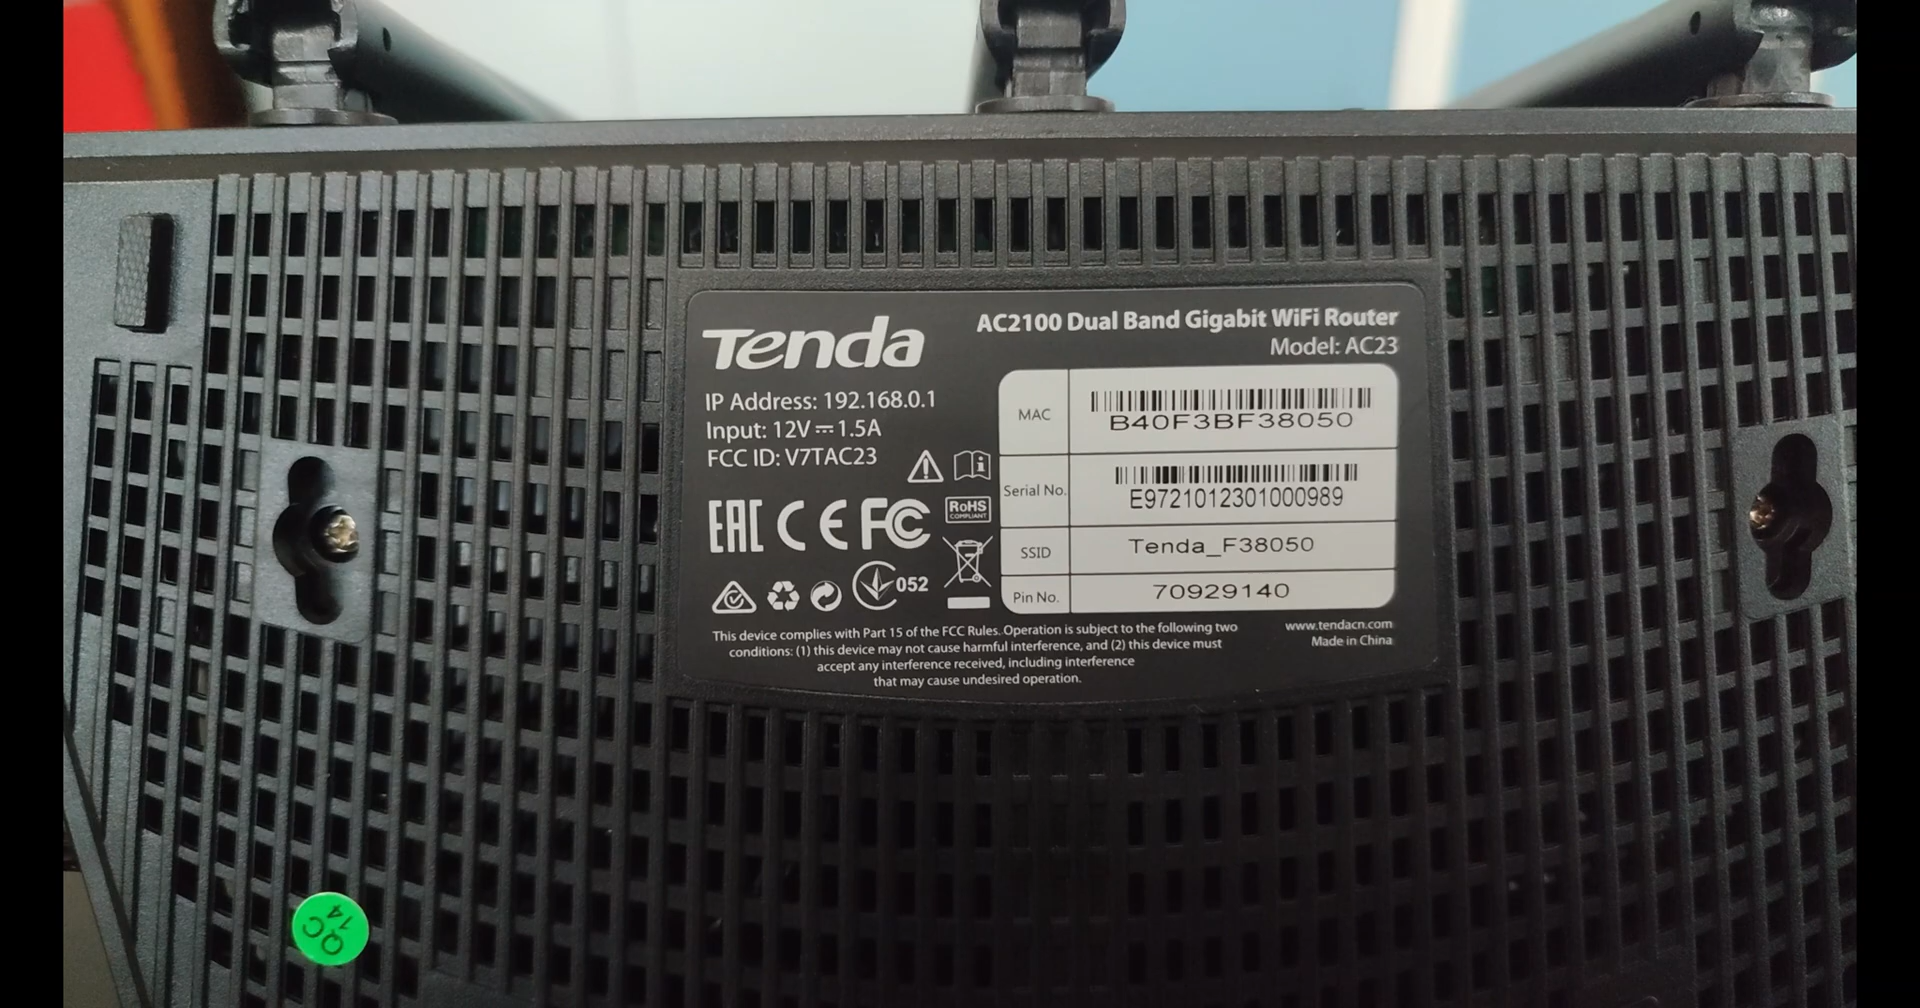 Tenda
AC2100 Dual Band Gigabit WiFi Router
Model: AC23
IP Address: 192.168.0.1
Input: 12V⎓1.5A
FCC ID: V7TAC23
EAC CE FC
RoHS
COMPLIANT
052
MAC
B40F3BF38050
Serial No.
E9721012301000989
SSID
Tenda_F38050
Pin No.
70929140
This device complies with Part 15 of the FCC Rules. Operation is subject to the following two
conditions: (1) this device may not cause harmful interference, and (2) this device must
accept any interference received, including interference
that may cause undesired operation.
www.tendacn.com
Made in China
QC
14